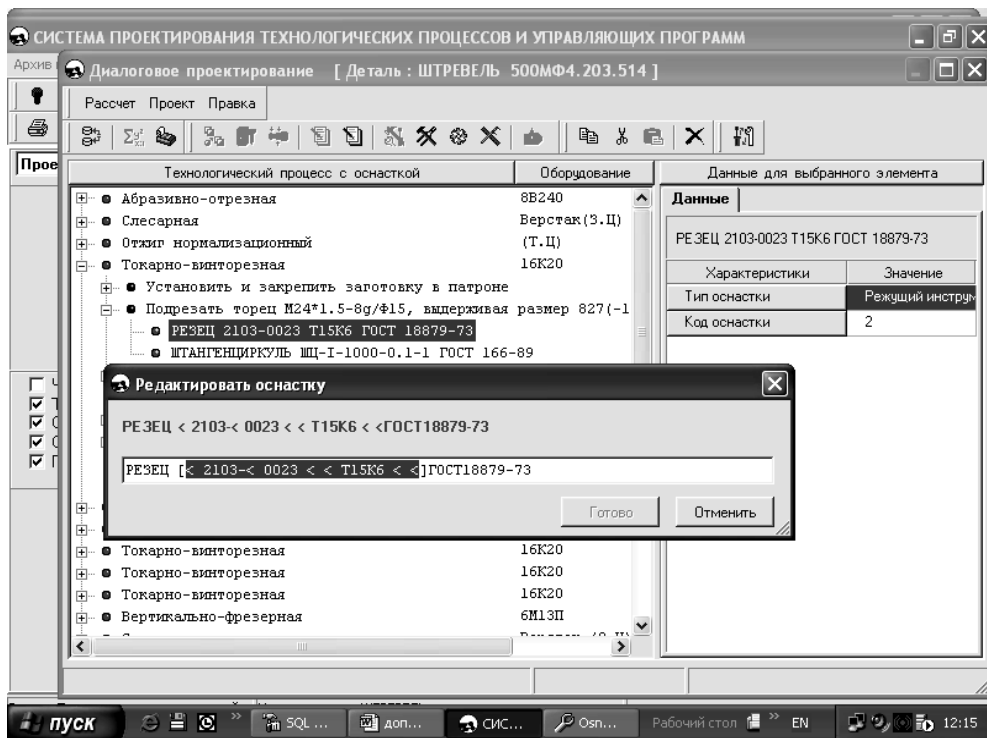 СИСТЕМА ПРОЕКТИРОВАНИЯ ТЕХНОЛОГИЧЕСКИХ ПРОЦЕССОВ И УПРАВЛЯЮЩИХ ПРОГРАММ
Архив
Диалоговое проектирование [ Деталь : ШТРЕВЕЛЬ 500МФ4.203.514 ]
Рассчет Проект Правка
Прое
Технологический процесс с оснасткой Оборудование
Абразивно-отрезная 8В240
Слесарная Верстак(З.Ц)
Отжиг нормализационный (Т.Ц)
Токарно-винторезная 16К20
Установить и закрепить заготовку в патроне
Подрезать торец М24*1.5-8g/Ф15, выдерживая размер 827(-1
РЕЗЕЦ 2103-0023 Т15К6 ГОСТ 18879-73
ШТАНГЕНЦИРКУЛЬ ШЦ-I-1000-0.1-1 ГОСТ 166-89
Данные для выбранного элемента
Данные
РЕЗЕЦ 2103-0023 Т15К6 ГОСТ 18879-73
Характеристики Значение
Тип оснастки Режущий инструм
Код оснастки 2
Редактировать оснастку
РЕЗЕЦ < 2103-< 0023 < < Т15К6 < <ГОСТ18879-73
РЕЗЕЦ [< 2103-< 0023 < < Т15К6 < <]ГОСТ18879-73
Готово Отменить
Токарно-винторезная 16К20
Токарно-винторезная 16К20
Токарно-винторезная 16К20
Вертикально-фрезерная 6М13П
пуск
SQL ...
доп...
СИС...
Osn...
Рабочий стол
EN
12:15